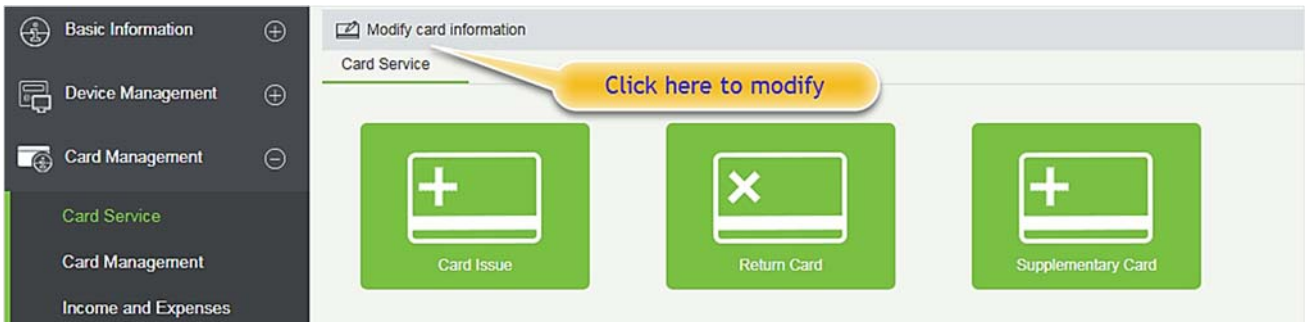 Basic Information
Device Management
Card Management
Card Service
Card Management
Income and Expenses
Modify card information
Card Service
Click here to modify
Card Issue
Return Card
Supplementary Card